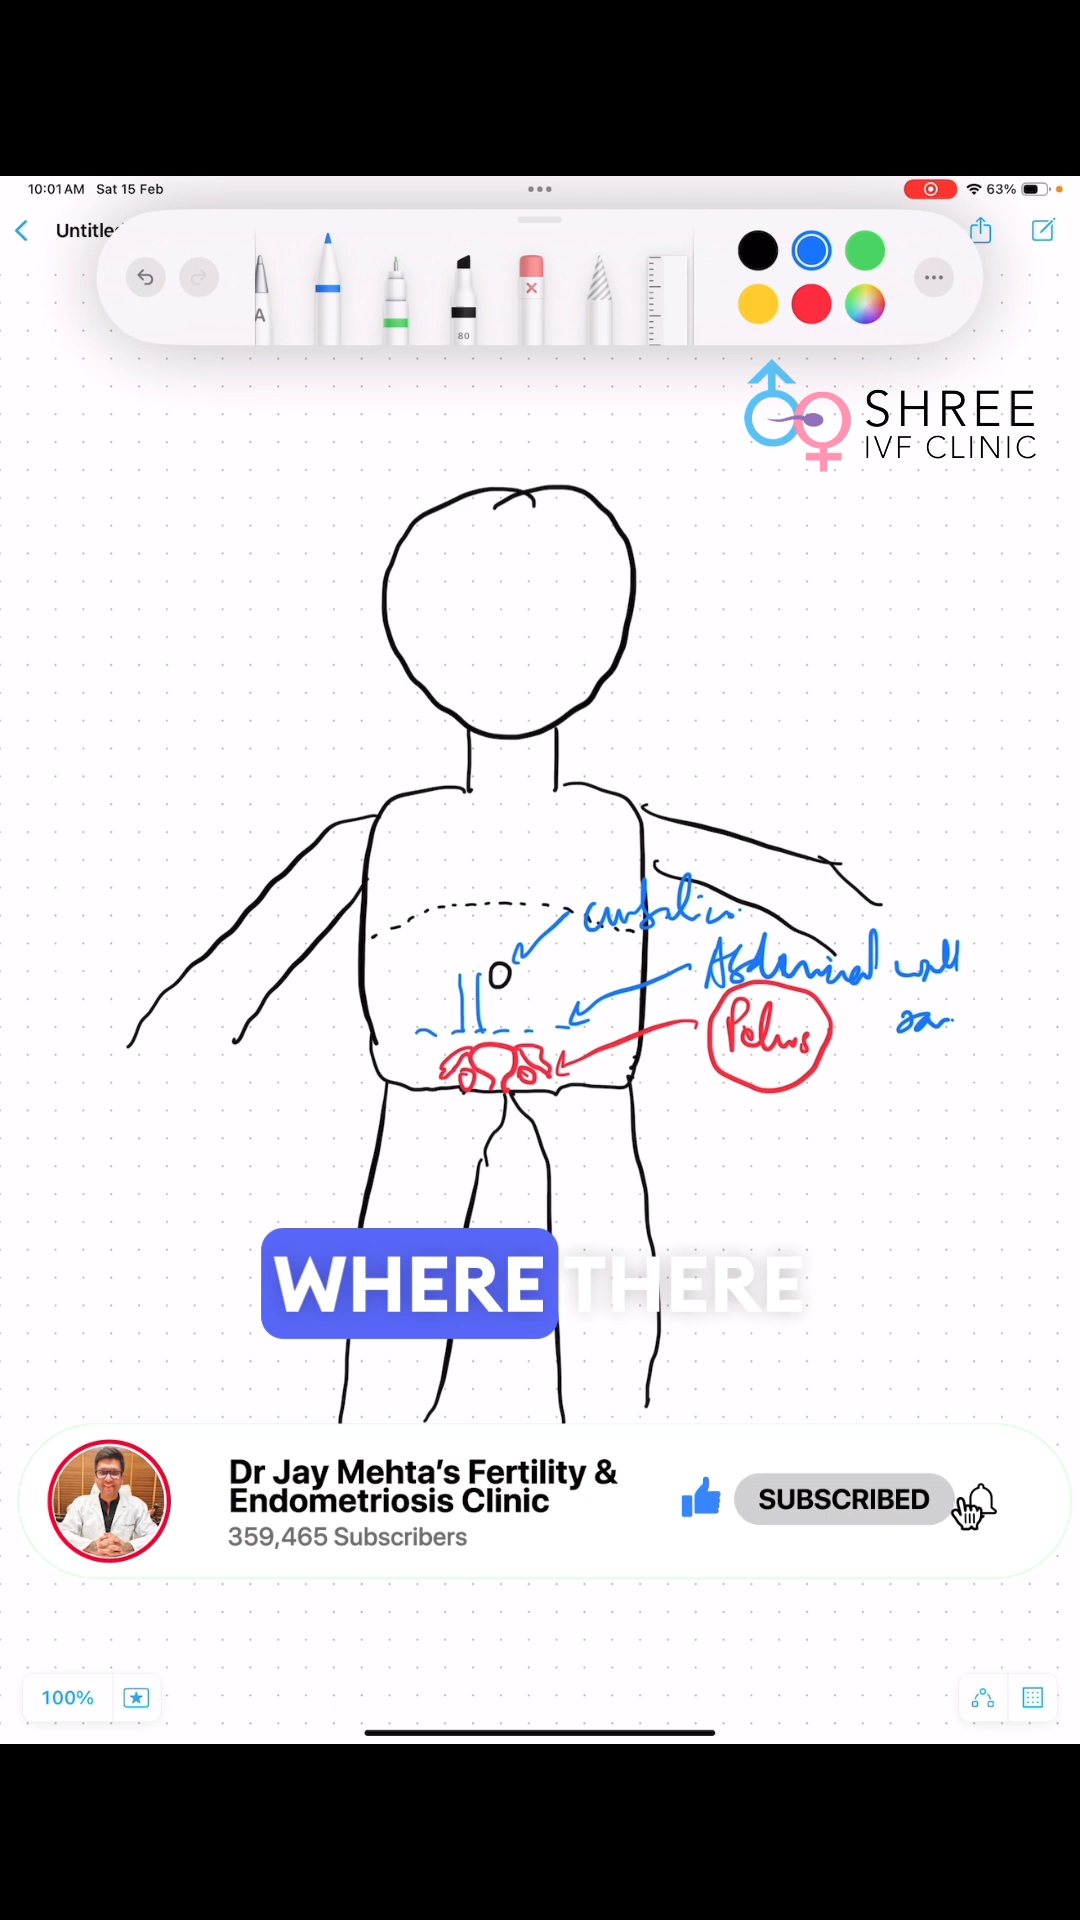 10:01 AM Sat 15 Feb
63%
A
80
SHREE
IVF CLINIC
Abdominal wall
Pelvis
WHERE THERE
Dr Jay Mehta's Fertility &
Endometriosis Clinic
359,465 Subscribers
SUBSCRIBED
100%